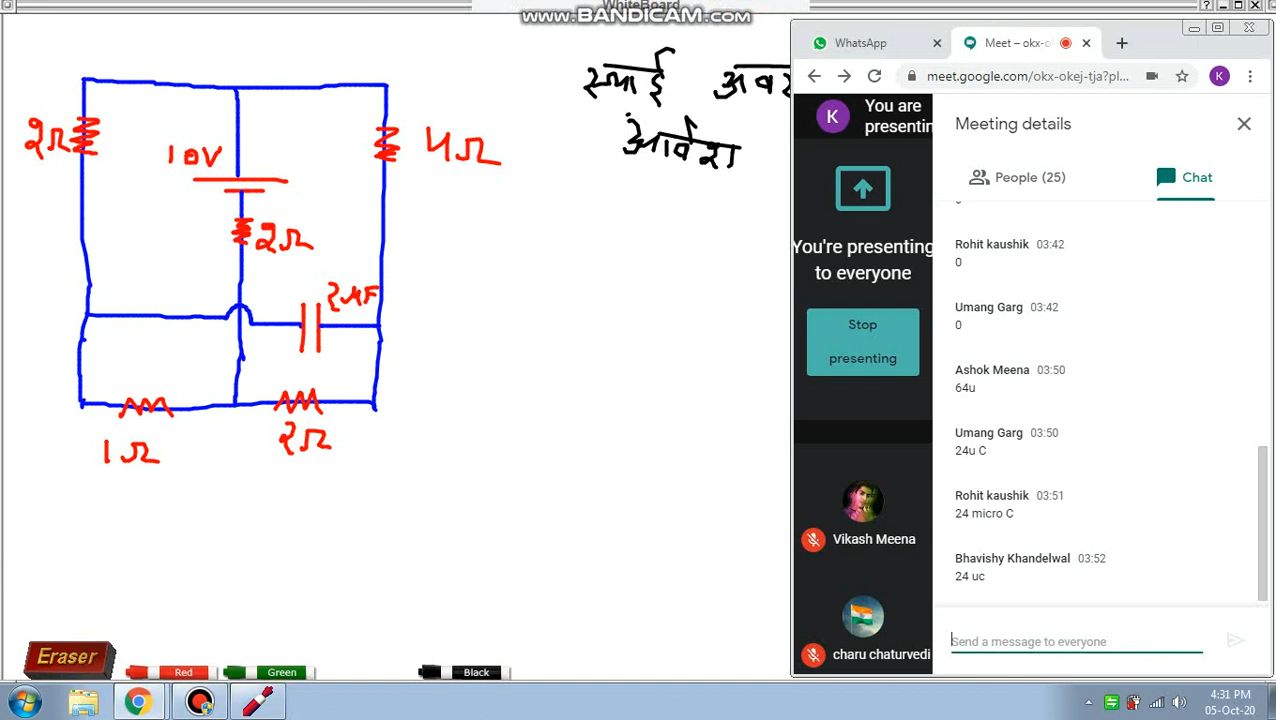 WhiteBoard
www.BANDICAM.com
2Ω
10V
4Ω
2Ω
2μF
1Ω
2Ω
स्थाई
आवेश
WhatsApp
Meet – okx-o
meet.google.com/okx-okej-tja?pl...
K
K
You are
presenting
You're presenting
to everyone
Stop
presenting
Vikash Meena
charu chaturvedi
Meeting details
People (25)
Chat
Rohit kaushik 03:42
0
Umang Garg 03:42
0
Ashok Meena 03:50
64u
Umang Garg 03:50
24u C
Rohit kaushik 03:51
24 micro C
Bhavishy Khandelwal 03:52
24 uc
Send a message to everyone
Eraser
Red
Green
Black
4:31 PM
05-Oct-20